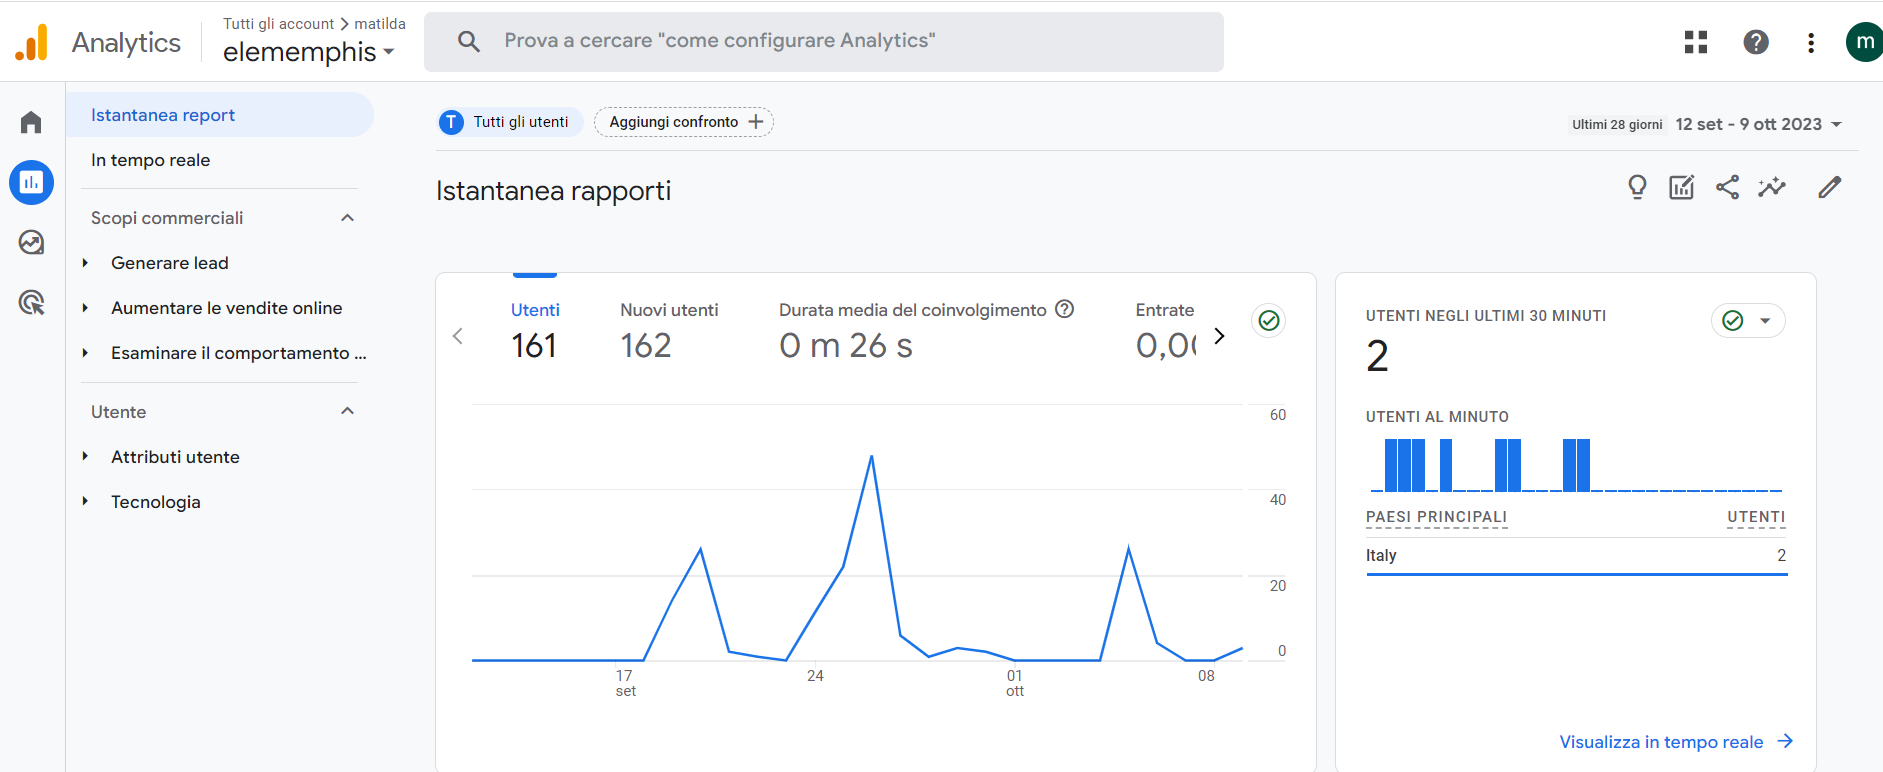 Analytics
Tutti gli account > matilda
elememphis
Prova a cercare "come configurare Analytics"
m
Istantanea report
In tempo reale
Scopi commerciali
Generare lead
Aumentare le vendite online
Esaminare il comportamento ...
Utente
Attributi utente
Tecnologia
T Tutti gli utenti
Aggiungi confronto +
Ultimi 28 giorni 12 set - 9 ott 2023
Istantanea rapporti
Utenti Nuovi utenti Durata media del coinvolgimento Entrate
161 162 0 m 26 s 0,00
60
40
20
0
17 24 01 08
set ott
UTENTI NEGLI ULTIMI 30 MINUTI
2
UTENTI AL MINUTO
PAESI PRINCIPALI UTENTI
Italy 2
Visualizza in tempo reale